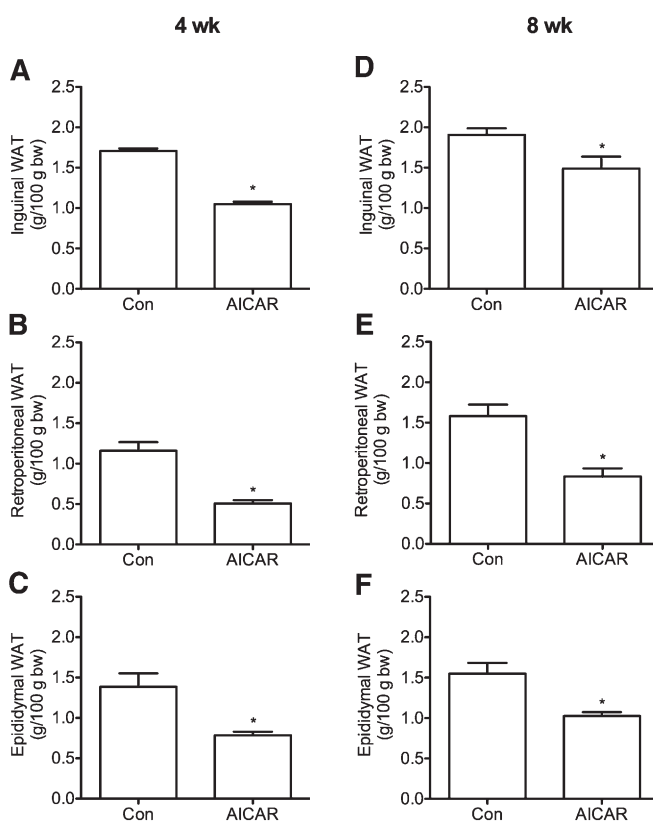 4 wk
8 wk
A
Inguinal WAT
(g/100 g bw)
2.5
2.0
1.5
1.0
0.5
0.0
*
Con
AICAR
D
Inguinal WAT
(g/100 g bw)
2.5
2.0
1.5
1.0
0.5
0.0
*
Con
AICAR
B
Retroperitoneal WAT
(g/100 g bw)
2.5
2.0
1.5
1.0
0.5
0.0
*
Con
AICAR
E
Retroperitoneal WAT
(g/100 g bw)
2.5
2.0
1.5
1.0
0.5
0.0
*
Con
AICAR
C
Epididymal WAT
(g/100 g bw)
2.5
2.0
1.5
1.0
0.5
0.0
*
Con
AICAR
F
Epididymal WAT
(g/100 g bw)
2.5
2.0
1.5
1.0
0.5
0.0
*
Con
AICAR